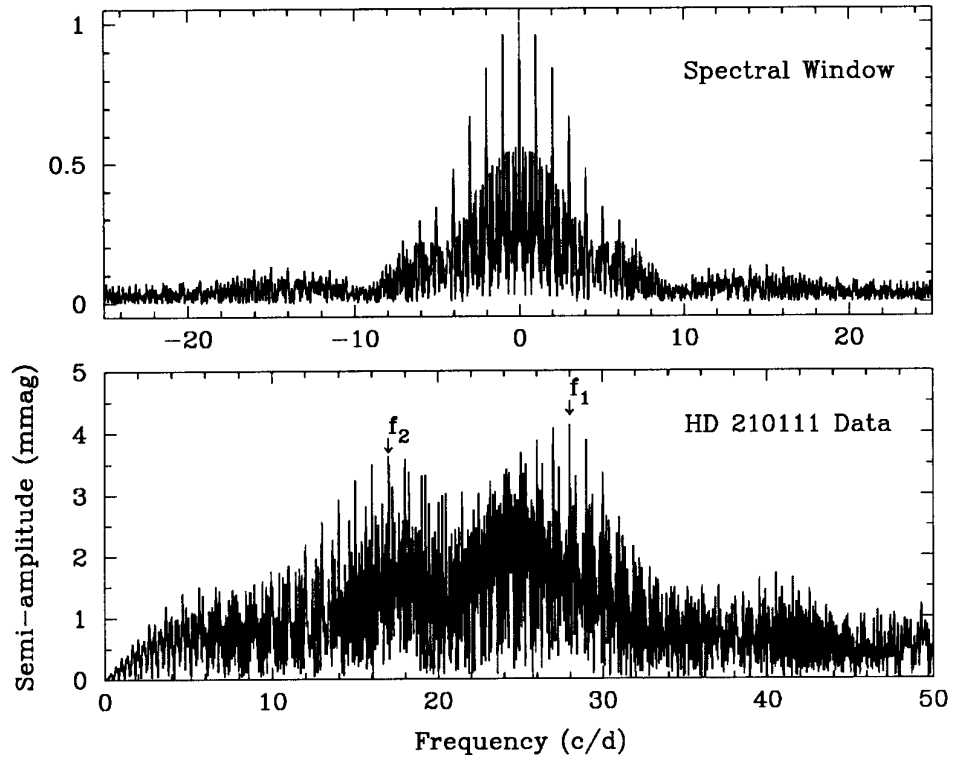 1
0.5
0
Spectral Window
−20 −10 0 10 20
Semi−amplitude (mmag)
5
4
3
2
1
0
f1
f2
HD 210111 Data
0 10 20 30 40 50
Frequency (c/d)